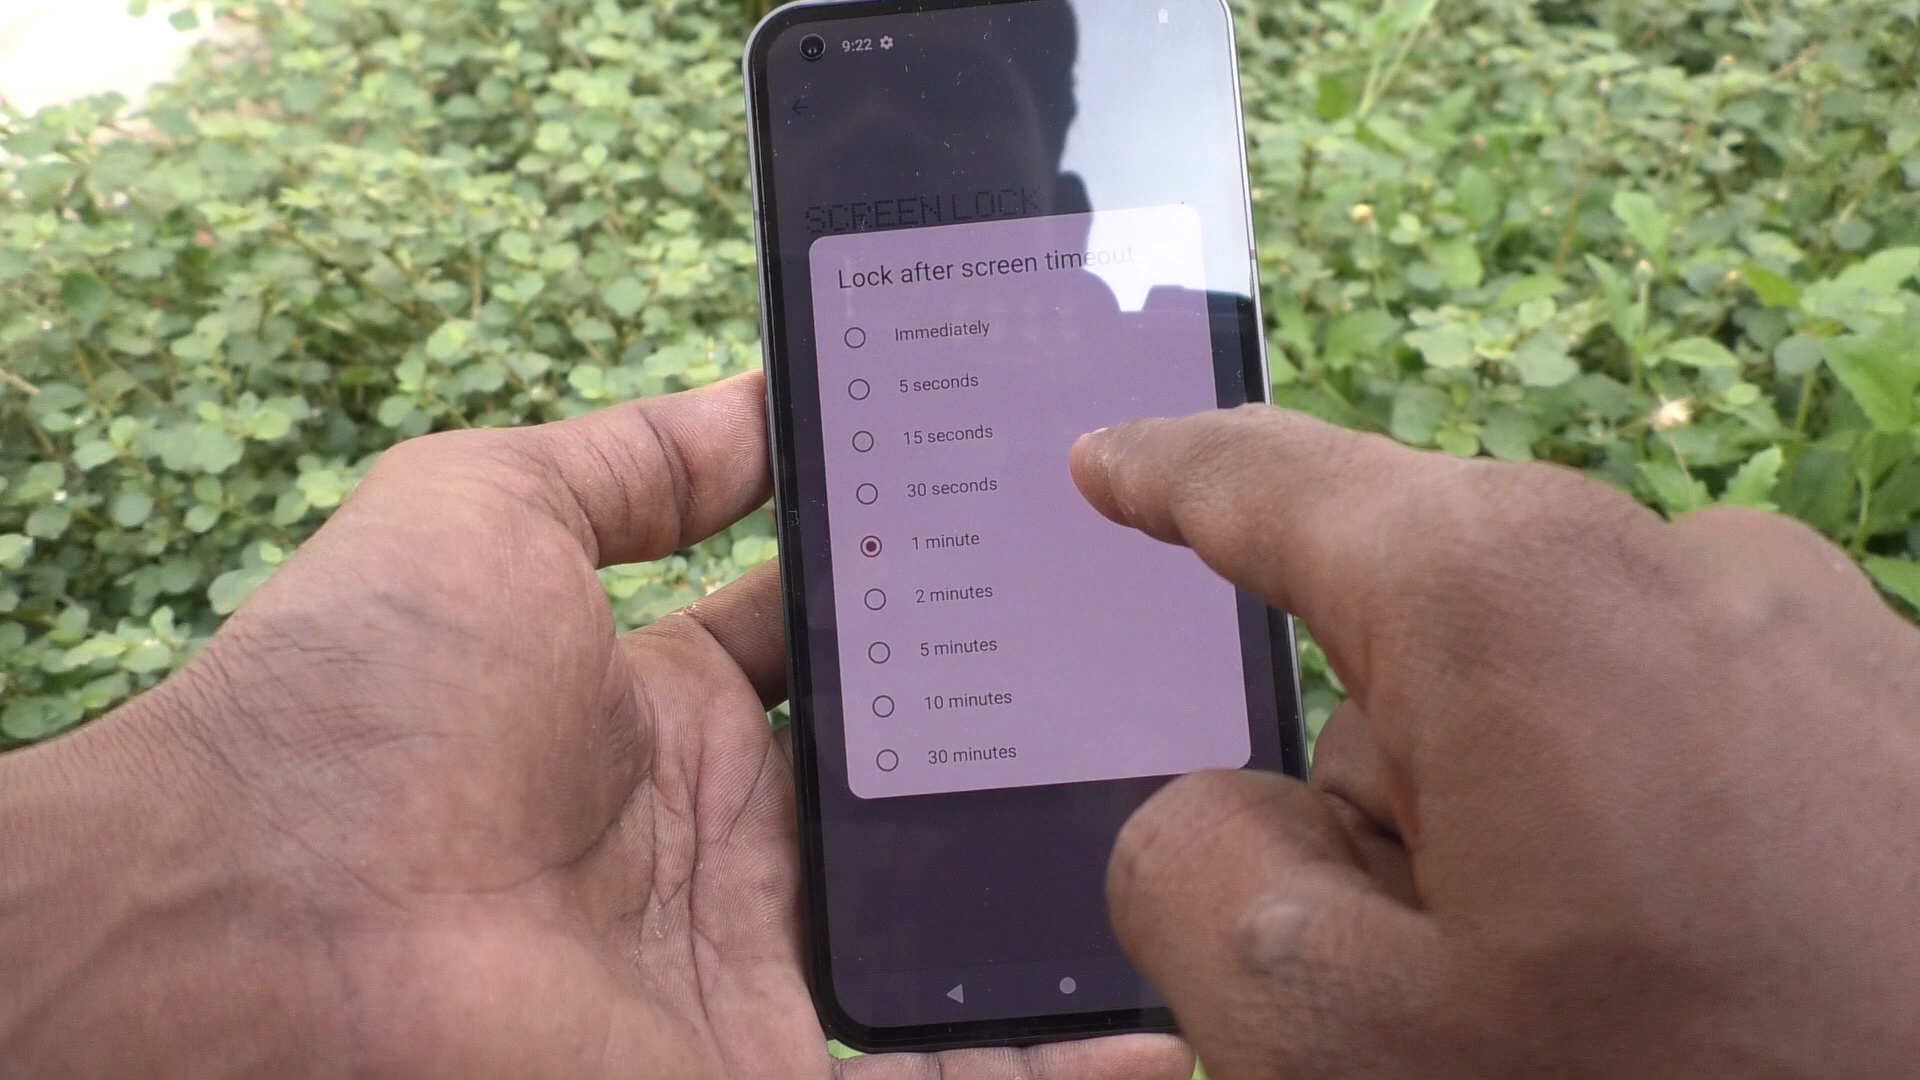 9:22
SCREEN LOCK
Lock after screen timeout
Immediately
5 seconds
15 seconds
30 seconds
1 minute
2 minutes
5 minutes
10 minutes
30 minutes